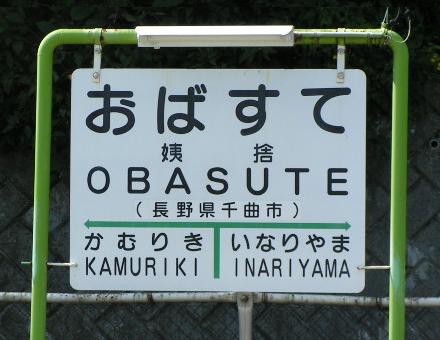 おばすて
姨捨
OBASUTE
（長野県千曲市）
かむりき いなりやま
KAMURIKI INARIYAMA